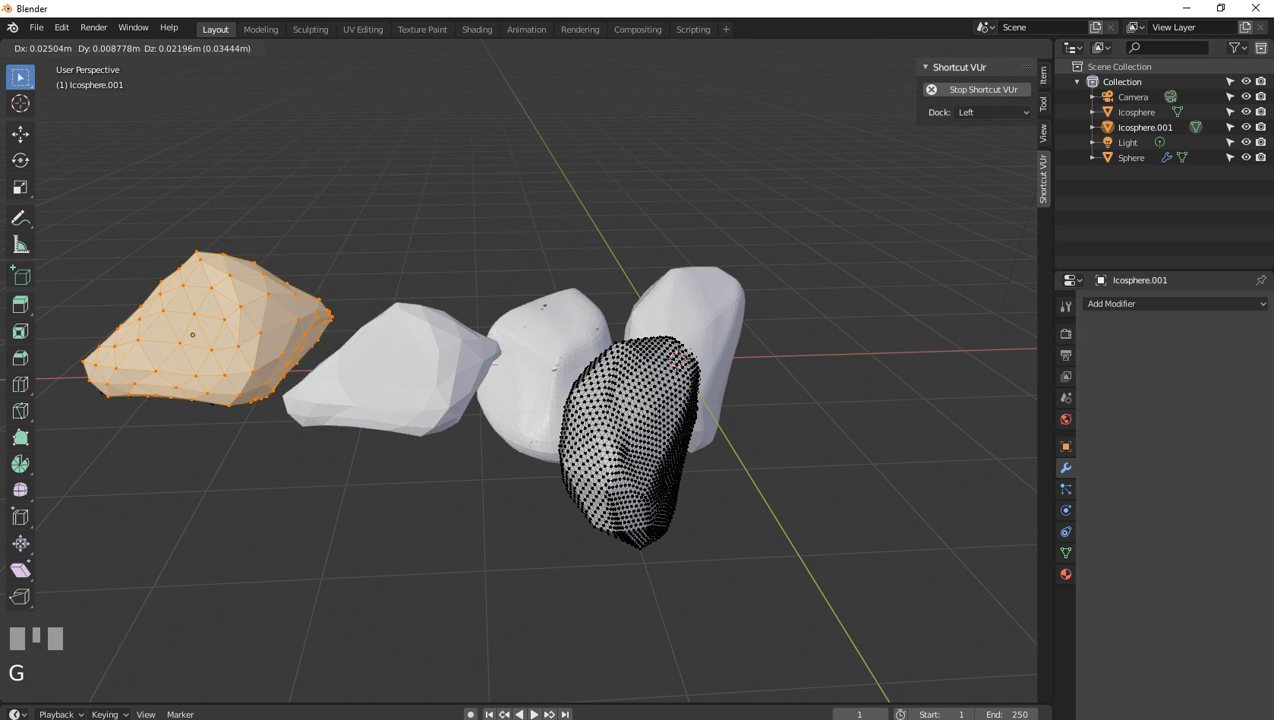 Blender
File Edit Render Window Help Layout Modeling Sculpting UV Editing Texture Paint Shading Animation Rendering Compositing Scripting + Scene View Layer
Dx: 0.02504m Dy: 0.008778m Dz: 0.02196m (0.03444m)
User Perspective
(1) Icosphere.001
Shortcut VUr
Stop Shortcut VUr
Dock: Left
Item
Tool
View
Shortcut VUr
Scene Collection
Collection
Camera
Icosphere
Icosphere.001
Light
Sphere
Icosphere.001
Add Modifier
G
Playback Keying View Marker 1 Start: 1 End: 250